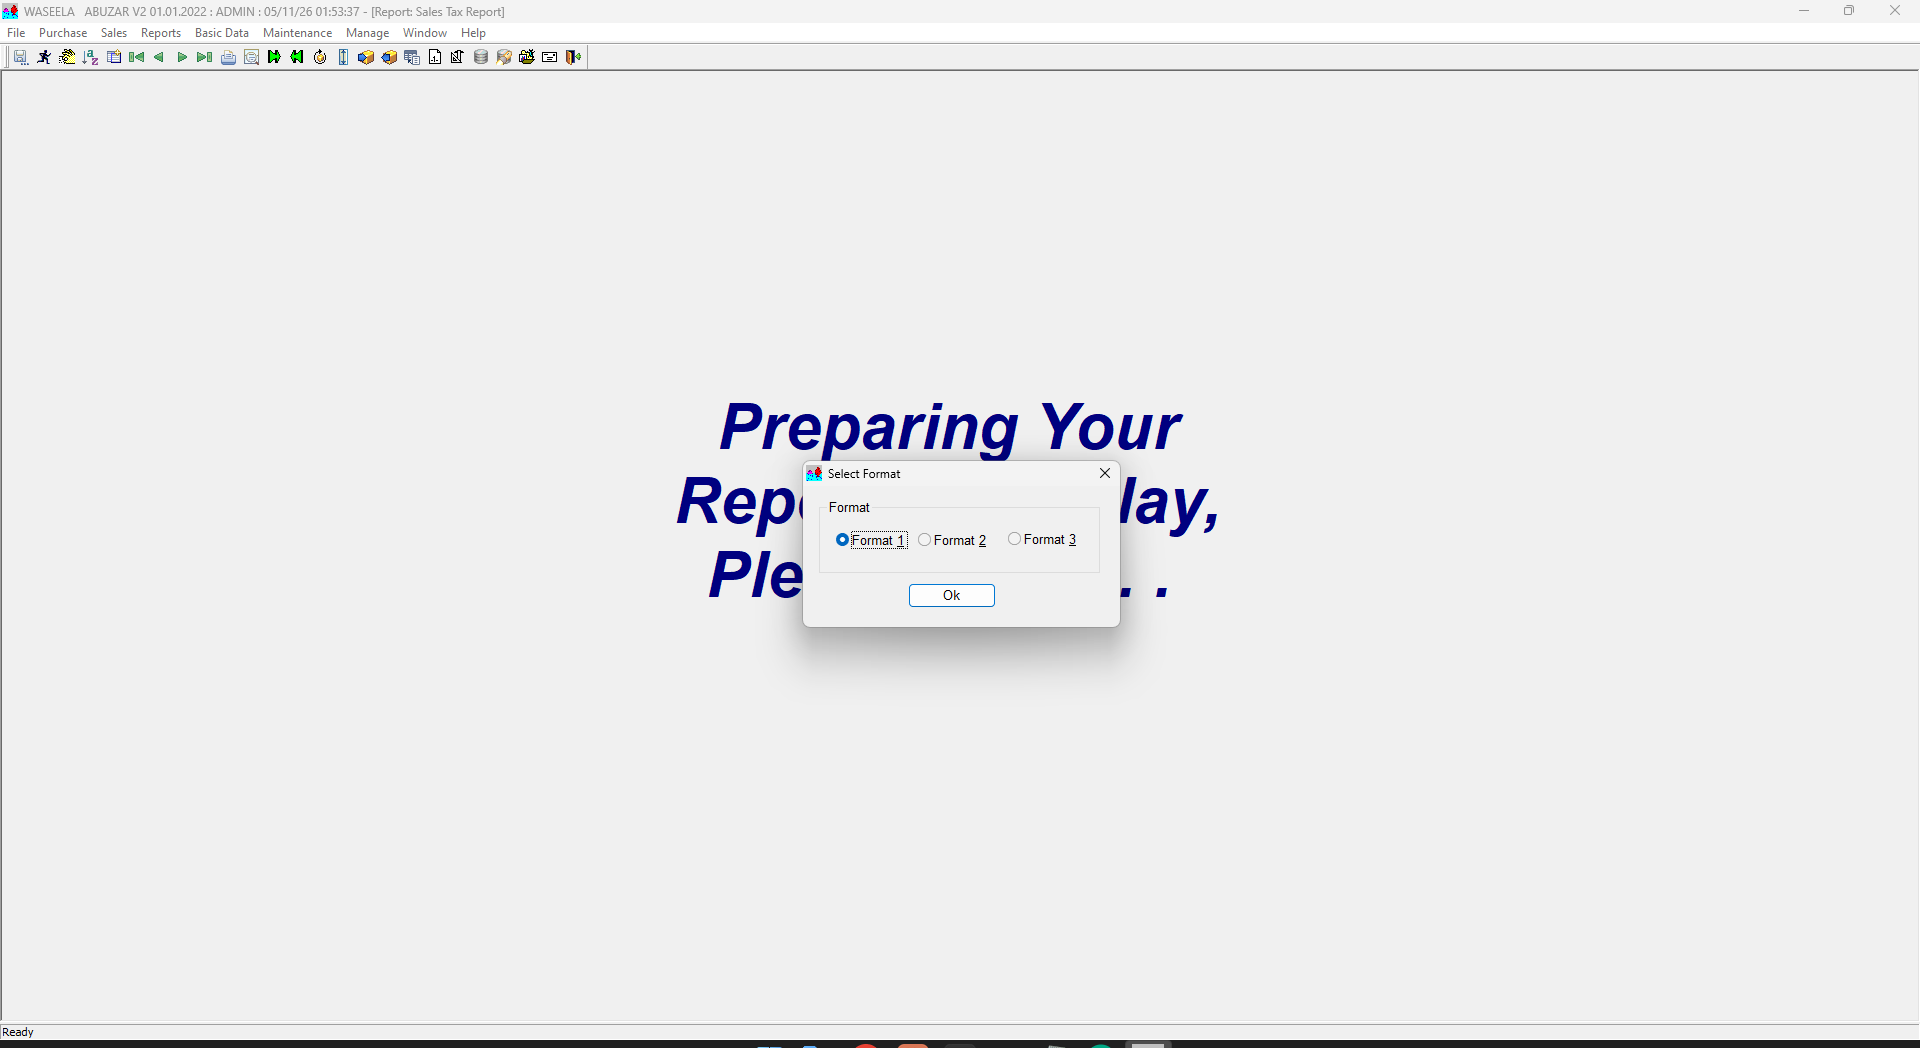 WASEELA ABUZAR V2 01.01.2022 : ADMIN : 05/11/26 01:53:37 - [Report: Sales Tax Report]
File Purchase Sales Reports Basic Data Maintenance Manage Window Help
Preparing Your
Rep lay,
Ple . .
Select Format
Format
Format 1 Format 2 Format 3
Ok
Ready